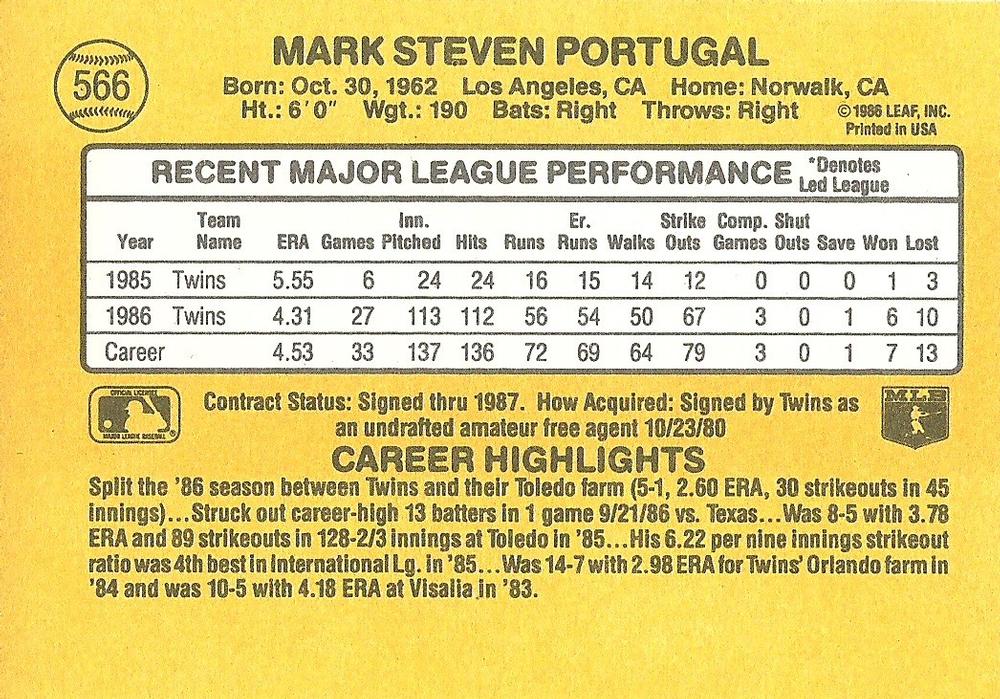 566
MARK STEVEN PORTUGAL
Born: Oct. 30, 1962 Los Angeles, CA Home: Norwalk, CA
Ht.: 6'0" Wgt.: 190 Bats: Right Throws: Right
©1986 LEAF, INC.
Printed in USA
RECENT MAJOR LEAGUE PERFORMANCE *Denotes Led League
Year Team Name ERA Games Inn. Pitched Hits Runs Er. Runs Walks Strike Outs Comp. Games Shut Outs Save Won Lost
1985 Twins 5.55 6 24 24 16 15 14 12 0 0 0 1 3
1986 Twins 4.31 27 113 112 56 54 50 67 3 0 1 6 10
Career 4.53 33 137 136 72 69 64 79 3 0 1 7 13
OFFICIAL LICENSEE
MAJOR LEAGUE BASEBALL ®
MLB
Contract Status: Signed thru 1987. How Acquired: Signed by Twins as
an undrafted amateur free agent 10/23/80
CAREER HIGHLIGHTS
Split the '86 season between Twins and their Toledo farm (5-1, 2.60 ERA, 30 strikeouts in 45
innings)...Struck out career-high 13 batters in 1 game 9/21/86 vs. Texas...Was 8-5 with 3.78
ERA and 89 strikeouts in 128-2/3 innings at Toledo in '85...His 6.22 per nine innings strikeout
ratio was 4th best in International Lg. in '85...Was 14-7 with 2.98 ERA for Twins' Orlando farm in
'84 and was 10-5 with 4.18 ERA at Visalia in '83.